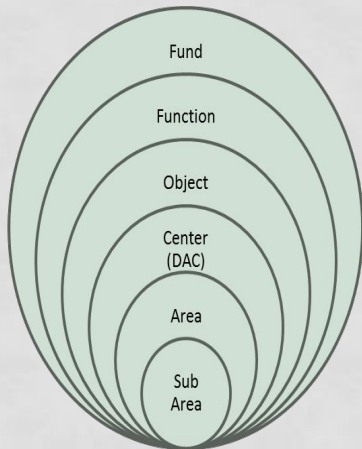 Fund
Function
Object
Center
(DAC)
Area
Sub
Area